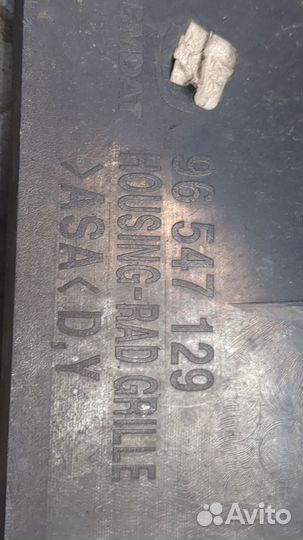 96 547 129
HOUSING-RAD GRILLE
>ASA< D,Y
Avito